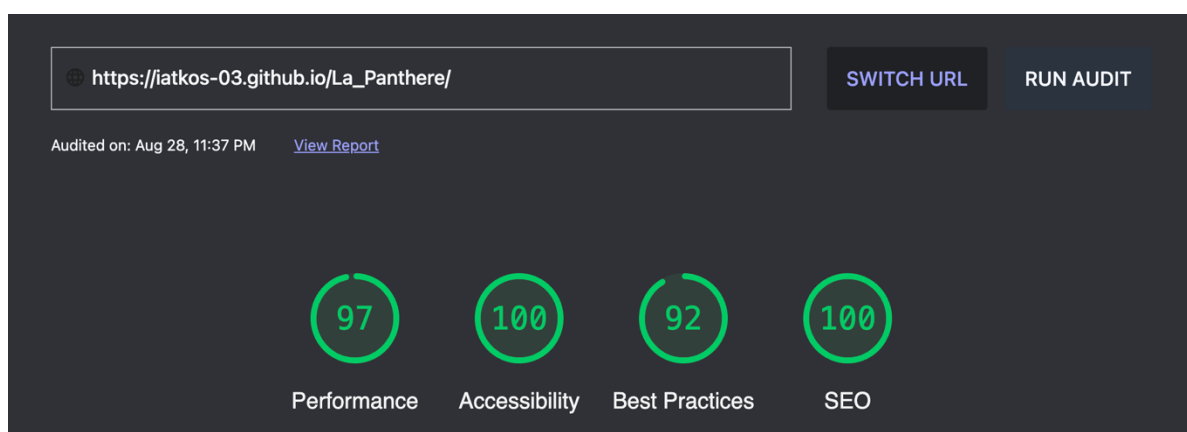 https://iatkos-03.github.io/La_Panthere/
SWITCH URL
RUN AUDIT
Audited on: Aug 28, 11:37 PM
View Report
97
100
92
100
Performance
Accessibility
Best Practices
SEO